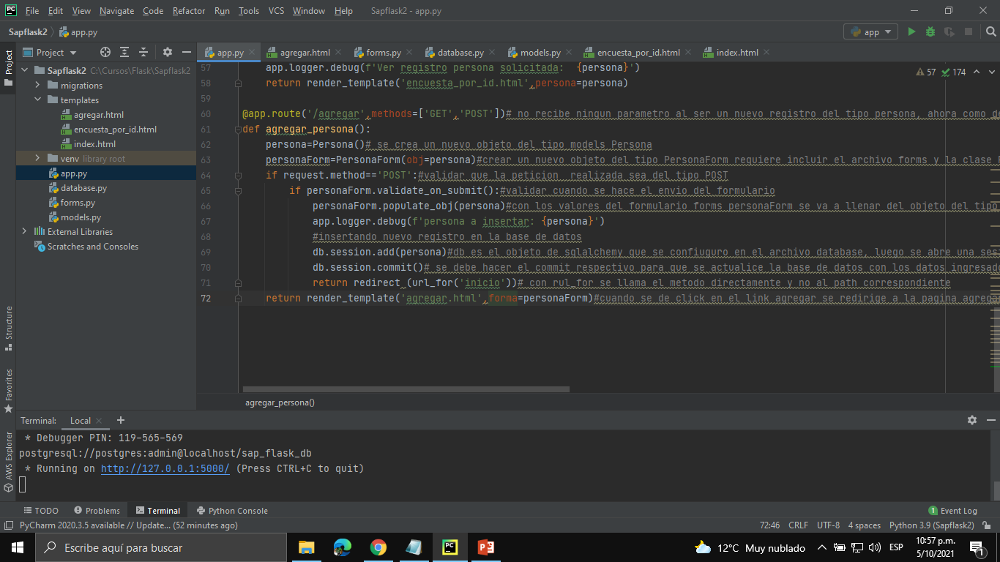 File Edit View Navigate Code Refactor Run Tools VCS Window Help Sapflask2 - app.py
Sapflask2 app.py
app
Project
app.py agregar.html forms.py database.py models.py encuesta_por_id.html index.html
Project
Sapflask2 C:\Cursos\Flask\Sapflask2
migrations
templates
agregar.html
encuesta_por_id.html
index.html
venv library root
app.py
database.py
forms.py
models.py
External Libraries
Scratches and Consoles
Structure
Favorites
AWS Explorer
57 174
57 app.logger.debug(f'Ver registro persona solicitada:  {persona}')
58 return render_template('encuesta_por_id.html',persona=persona)
59
60 @app.route('/agregar',methods=['GET','POST'])# no recibe ningun parametro al ser un nuevo registro del tipo persona, ahora como de
61 def agregar_persona():
62 persona=Persona()# se crea un nuevo objeto del tipo models Persona
63 personaForm=PersonaForm(obj=persona)#crear un nuevo objeto del tipo PersonaForm requiere incluir el archivo forms y la clase P
64 if request.method=='POST':#validar que la peticion  realizada sea del tipo POST
65 if personaForm.validate_on_submit():#validar cuando se hace el envio del formulario
66 personaForm.populate_obj(persona)#con los valores del formulario forms personaForm se va a llenar del objeto del tipo
67 app.logger.debug(f'persona a insertar: {persona}')
68 #insertando nuevo registro en la base de datos
69 db.session.add(persona)#db es el objeto de sqlalchemy que se confiuguro en el archivo database, luego se abre una sesi
70 db.session.commit()# se debe hacer el commit respectivo para que se actualice la base de datos con los datos ingresado
71 return redirect (url_for('inicio'))# con rul_for se llama el metodo directamente y no al path correspondiente
72 return render_template('agregar.html',forma=personaForm)#cuando se de click en el link agregar se redirige a la pagina agrega
agregar_persona()
Terminal: Local
* Debugger PIN: 119-565-569
postgresql://postgres:admin@localhost/sap_flask_db
* Running on http://127.0.0.1:5000/ (Press CTRL+C to quit)
TODO Problems Terminal Python Console 1 Event Log
PyCharm 2020.3.5 available // Update... (52 minutes ago) 72:46 CRLF UTF-8 4 spaces Python 3.9 (Sapflask2)
Escribe aquí para buscar
12°C Muy nublado ESP
10:57 p.m.
5/10/2021
1